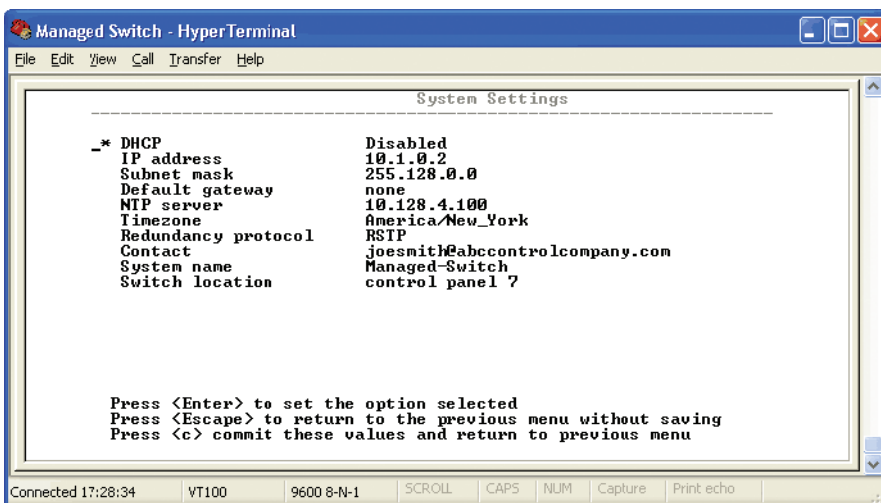 Managed Switch - HyperTerminal
File Edit View Call Transfer Help
System Settings
_* DHCP Disabled
IP address 10.1.0.2
Subnet mask 255.128.0.0
Default gateway none
NTP server 10.128.4.100
Timezone America/New_York
Redundancy protocol RSTP
Contact joesmith@abccontrolcompany.com
System name Managed-Switch
Switch location control panel 7
Press <Enter> to set the option selected
Press <Escape> to return to the previous menu without saving
Press <c> commit these values and return to previous menu
Connected 17:28:34 VT100 9600 8-N-1 SCROLL CAPS NUM Capture Print echo